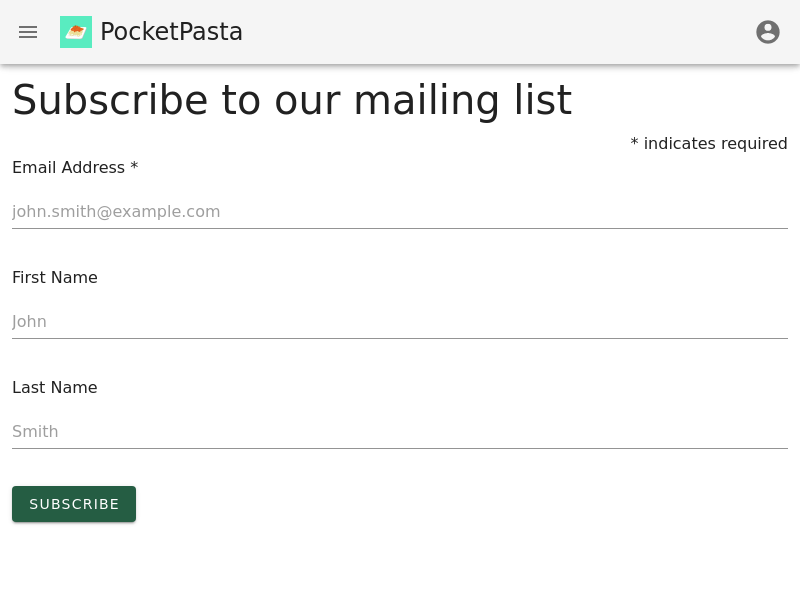 PocketPasta
Subscribe to our mailing list
* indicates required
Email Address *
john.smith@example.com
First Name
John
Last Name
Smith
SUBSCRIBE